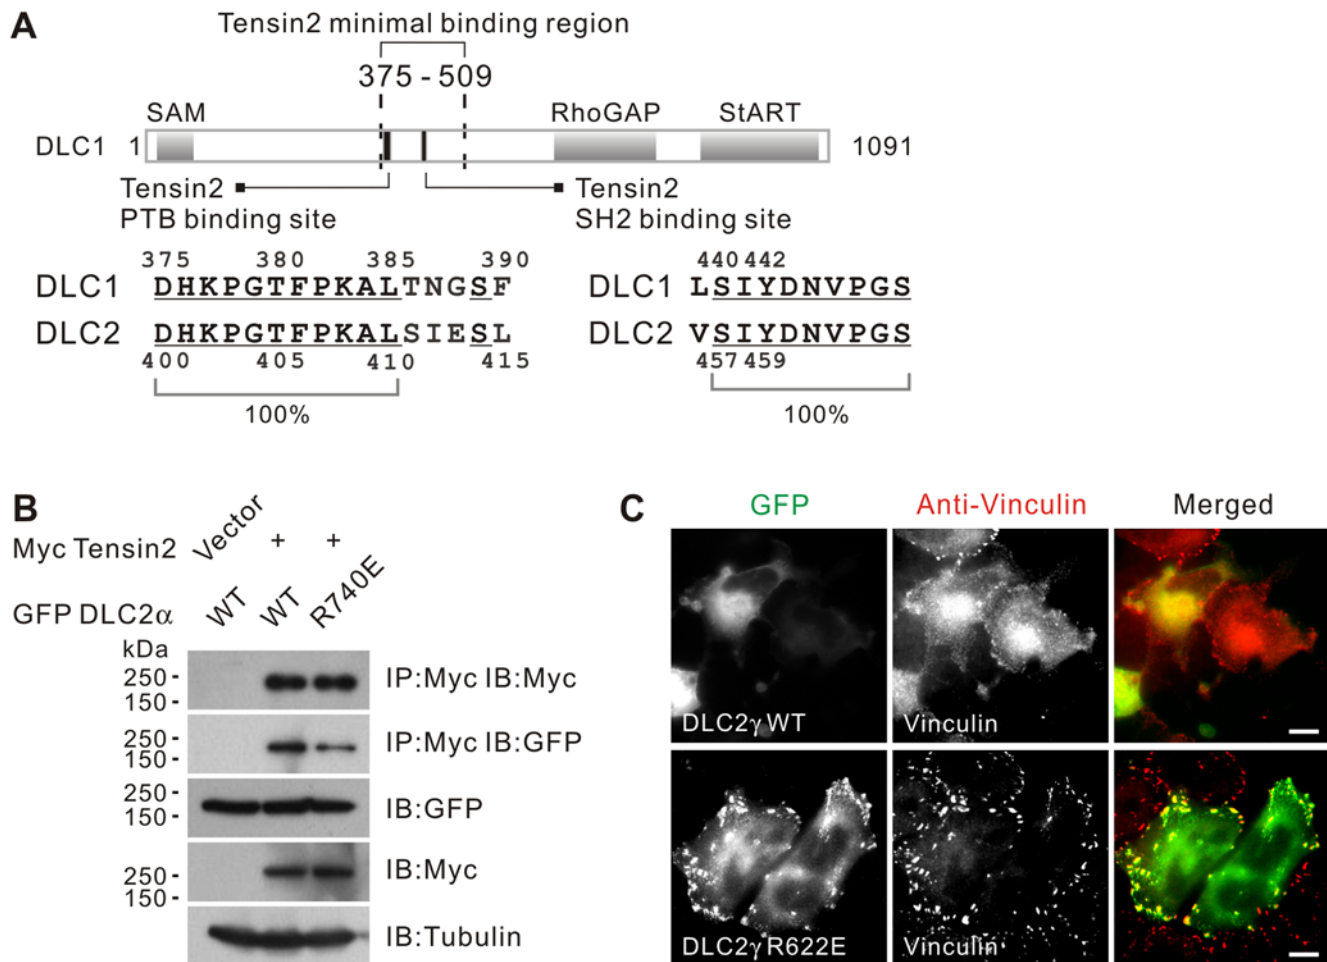 A
Tensin2 minimal binding region
375 - 509
SAM RhoGAP StART
DLC1 1 1091
Tensin2 Tensin2
PTB binding site SH2 binding site
375 380 385 390 440 442
DLC1 DHKPGTFPKALTNGSF DLC1 LSIYDNVPGS
DLC2 DHKPGTFPKALSIESL DLC2 VSIYDNVPGS
400 405 410 415 457 459
100% 100%
B
Myc Tensin2 Vector + +
GFP DLC2α WT WT R740E
kDa
250 -
150 -
IP:Myc IB:Myc
250 -
150 -
IP:Myc IB:GFP
250 -
150 -
IB:GFP
250 -
150 -
IB:Myc
IB:Tubulin
C
GFP Anti-Vinculin Merged
DLC2γ WT Vinculin
DLC2γ R622E Vinculin